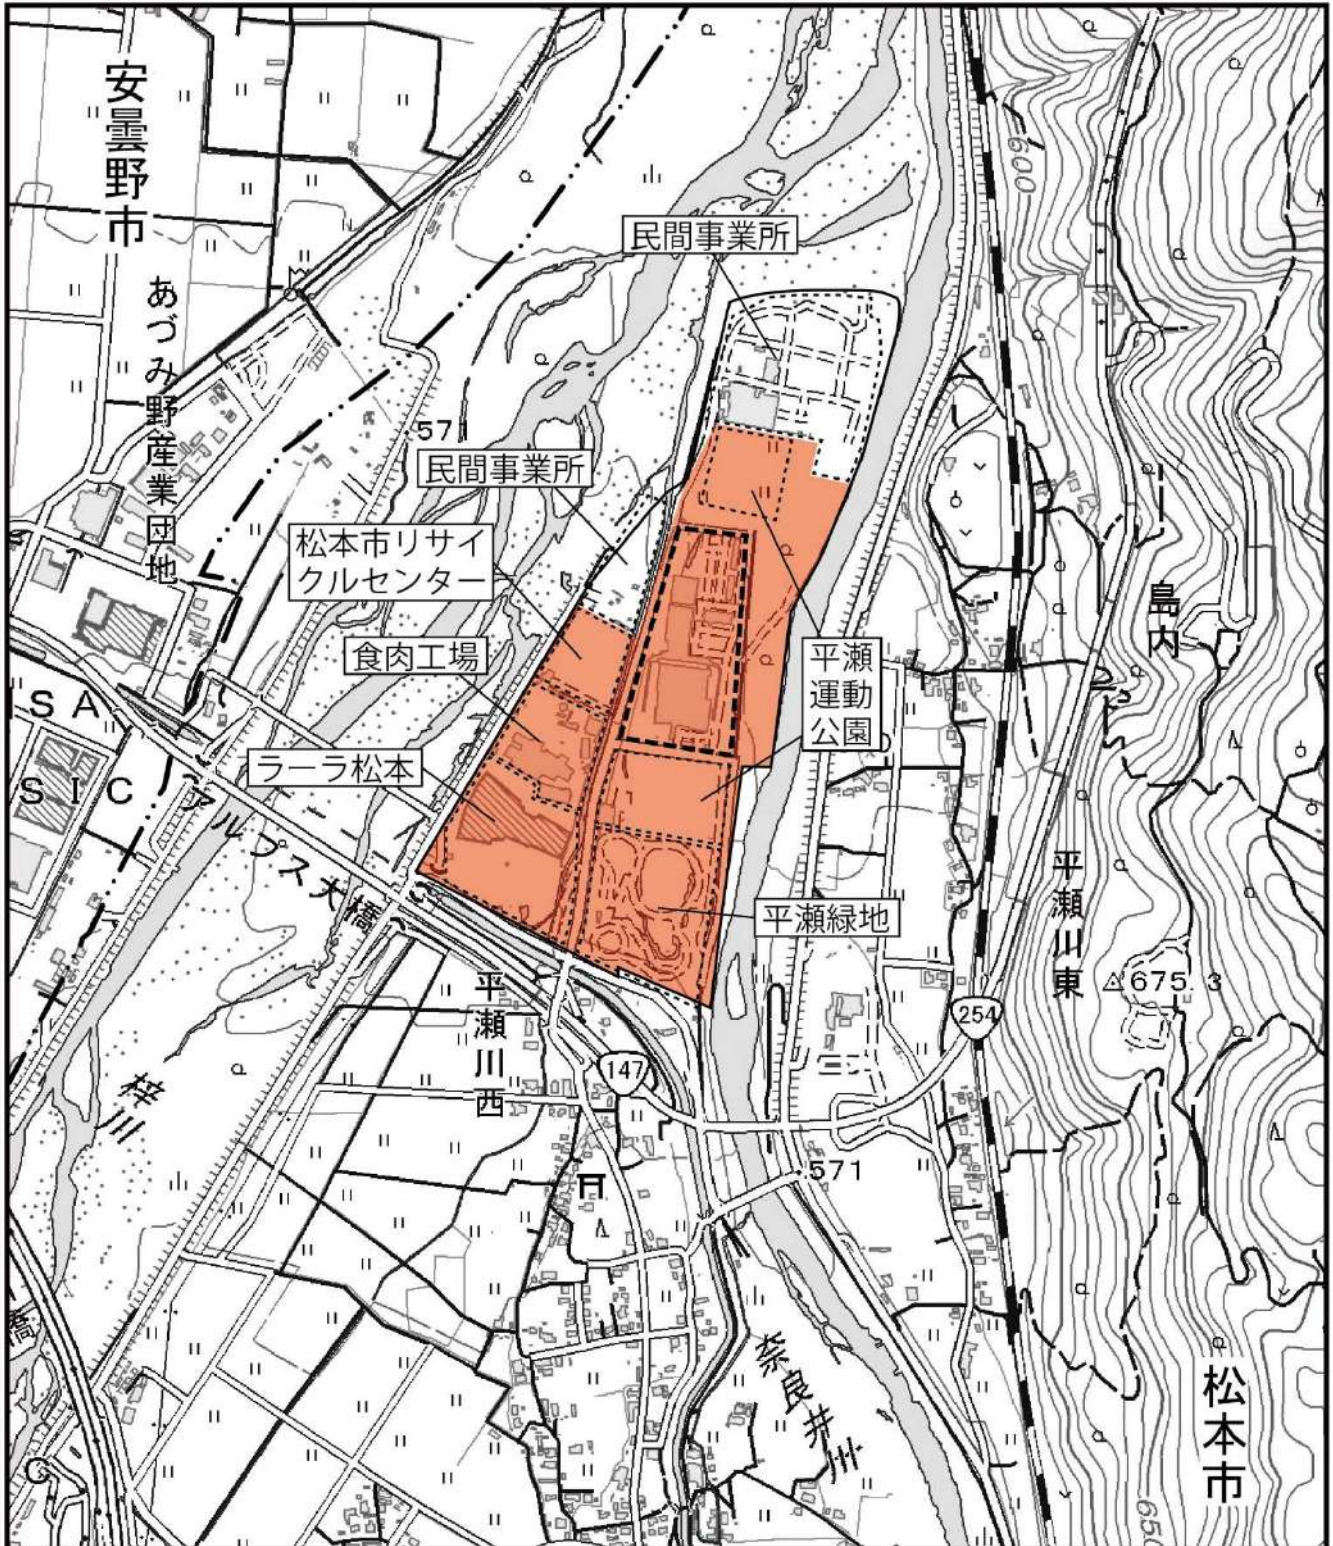 安曇野市
あづみ野産業団地
600
民間事業所
571
民間事業所
松本市リサイ
クルセンター
食肉工場
ラーラ松本
平瀬
運動
公園
平瀬緑地
島内
平瀬川東
675.3
254
SA
SIC
アルプス大橋
平瀬川西
147
梓川
571
奈良井川
松本市
650
橋
C